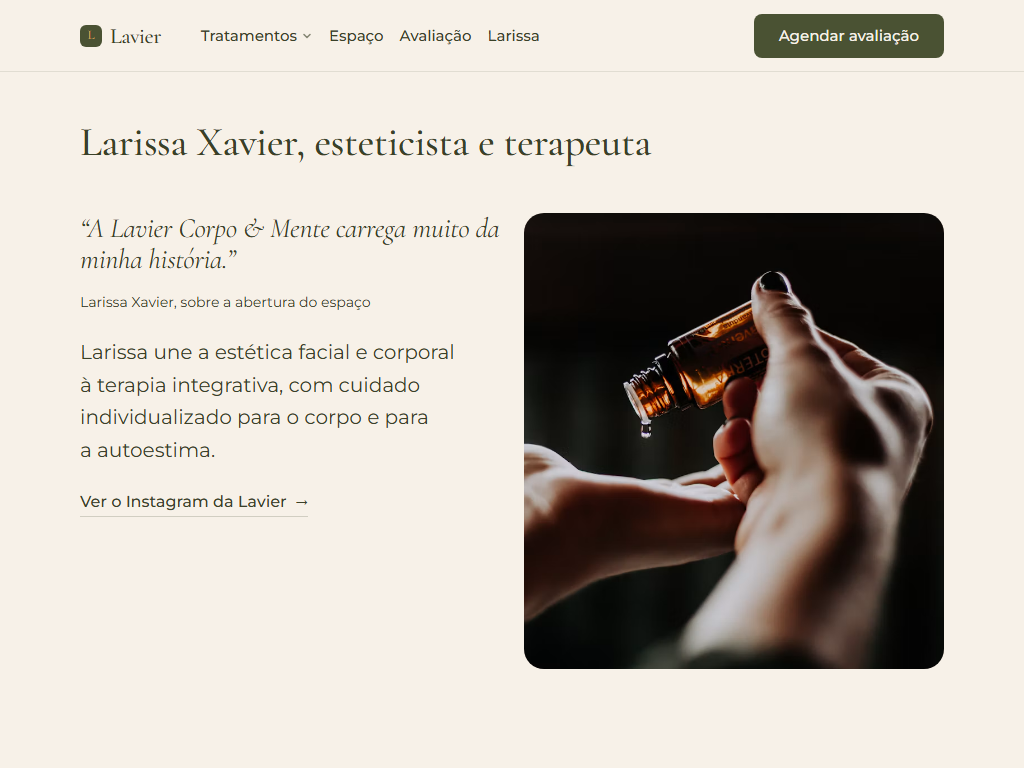 L Lavier Tratamentos Espaço Avaliação Larissa Agendar avaliação
Larissa Xavier, esteticista e terapeuta
“A Lavier Corpo & Mente carrega muito da
minha história.”
Larissa Xavier, sobre a abertura do espaço
Larissa une a estética facial e corporal
à terapia integrativa, com cuidado
individualizado para o corpo e para
a autoestima.
Ver o Instagram da Lavier →